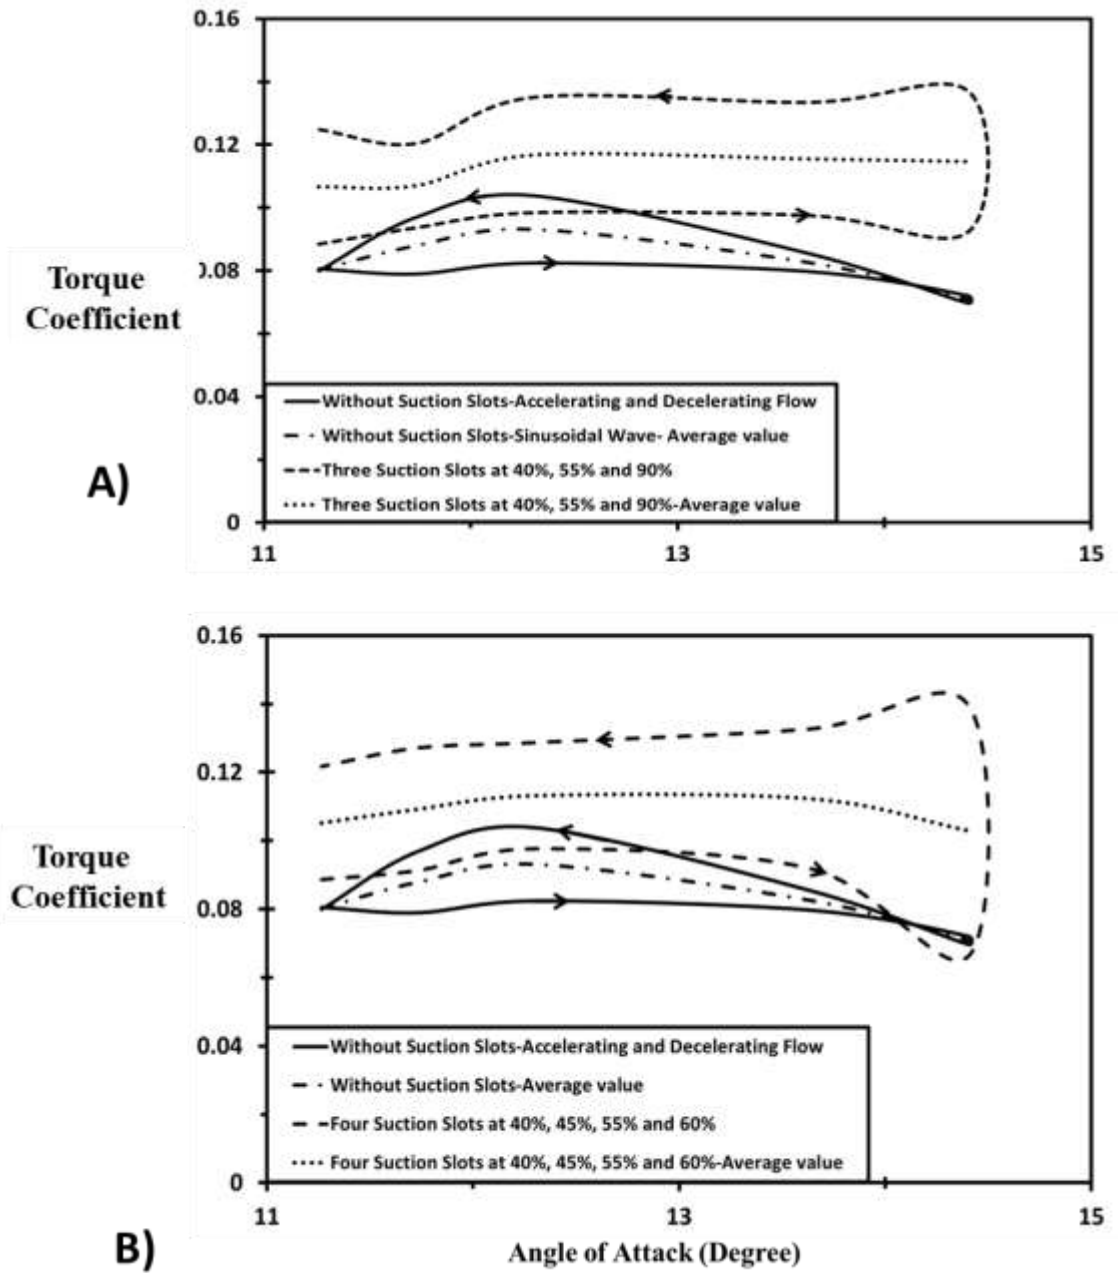 0.16
0.12
Torque
Coefficient
0.08
0.04
Without Suction Slots-Accelerating and Decelerating Flow
Without Suction Slots-Sinusoidal Wave- Average value
Three Suction Slots at 40%, 55% and 90%
Three Suction Slots at 40%, 55% and 90%-Average value
A)
0
11
13
15
0.16
0.12
Torque
Coefficient
0.08
0.04
Without Suction Slots-Accelerating and Decelerating Flow
Without Suction Slots-Average value
Four Suction Slots at 40%, 45%, 55% and 60%
Four Suction Slots at 40%, 45%, 55% and 60%-Average value
0
11
13
15
B)
Angle of Attack (Degree)